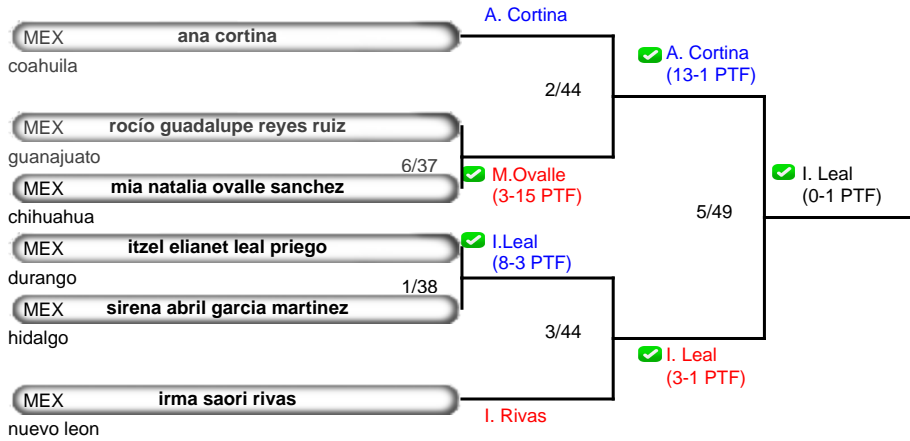 A. Cortina
MEX ana cortina
coahuila
A. Cortina
(13-1 PTF)
2/44
MEX rocío guadalupe reyes ruiz
guanajuato
6/37
MEX mia natalia ovalle sanchez
chihuahua
M.Ovalle
(3-15 PTF)
I. Leal
(0-1 PTF)
5/49
MEX itzel elianet leal priego
durango
I.Leal
(8-3 PTF)
1/38
MEX sirena abril garcia martinez
hidalgo
3/44
I. Leal
(3-1 PTF)
MEX irma saori rivas
nuevo leon
I. Rivas